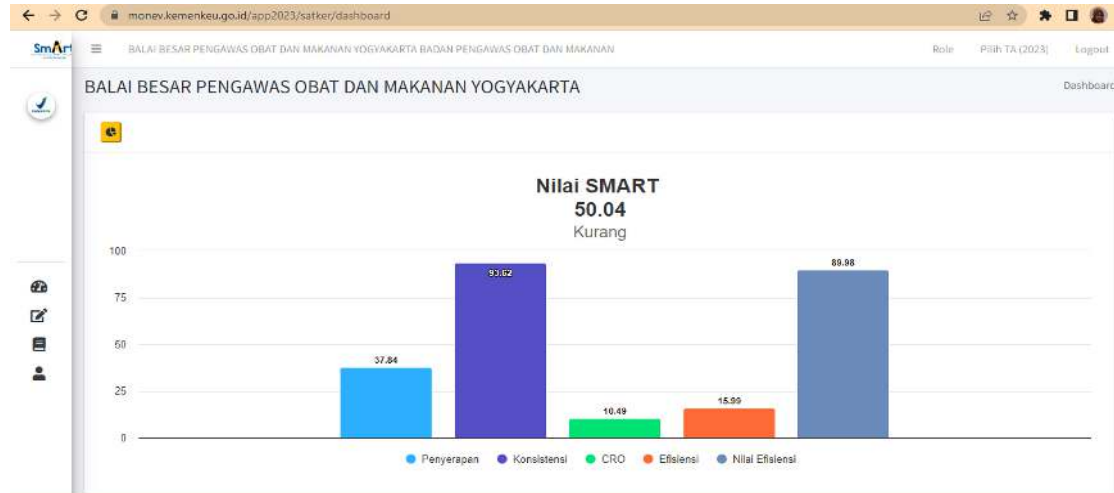 monev.kemenkeu.go.id/app2023/satker/dashboard
SmArt
BALAI BESAR PENGAWAS OBAT DAN MAKANAN YOGYAKARTA BADAN PENGAWAS OBAT DAN MAKANAN
Role
Pilih TA (2023)
Logout
BALAI BESAR PENGAWAS OBAT DAN MAKANAN YOGYAKARTA
Dashboard
Nilai SMART
50.04
Kurang
100
75
50
25
0
37.84
93.62
10.49
15.99
89.98
Penyerapan
Konsistensi
CRO
Efisiensi
Nilai Efisiensi